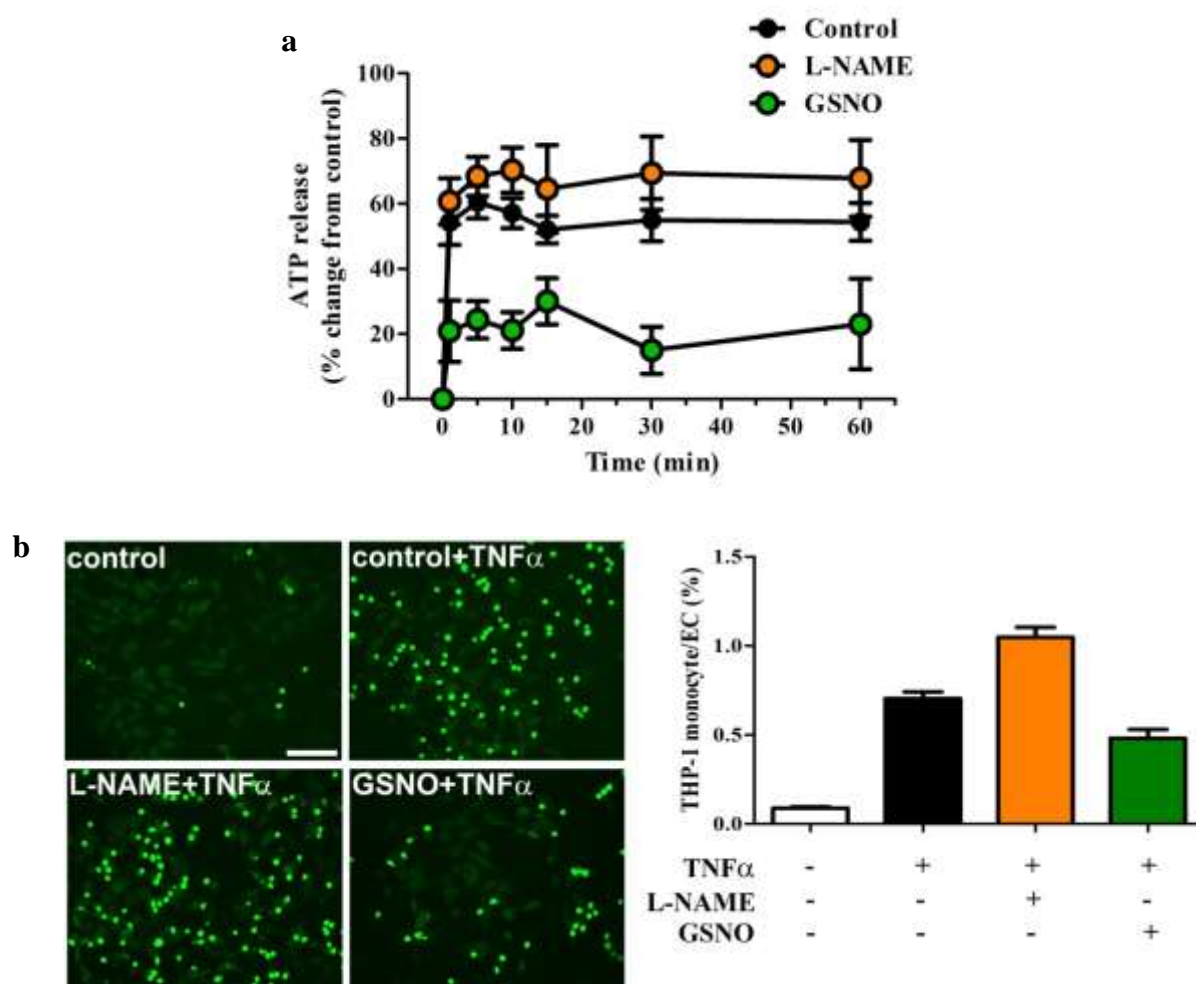 a
Control
L-NAME
GSNO
ATP release
(% change from control)
100
80
60
40
20
0
0 10 20 30 40 50 60
Time (min)
b
control
control+TNFα
L-NAME+TNFα
GSNO+TNFα
THP-1 monocyte/EC (%)
1.5
1.0
0.5
0.0
TNFα - + + +
L-NAME - - + -
GSNO - - - +